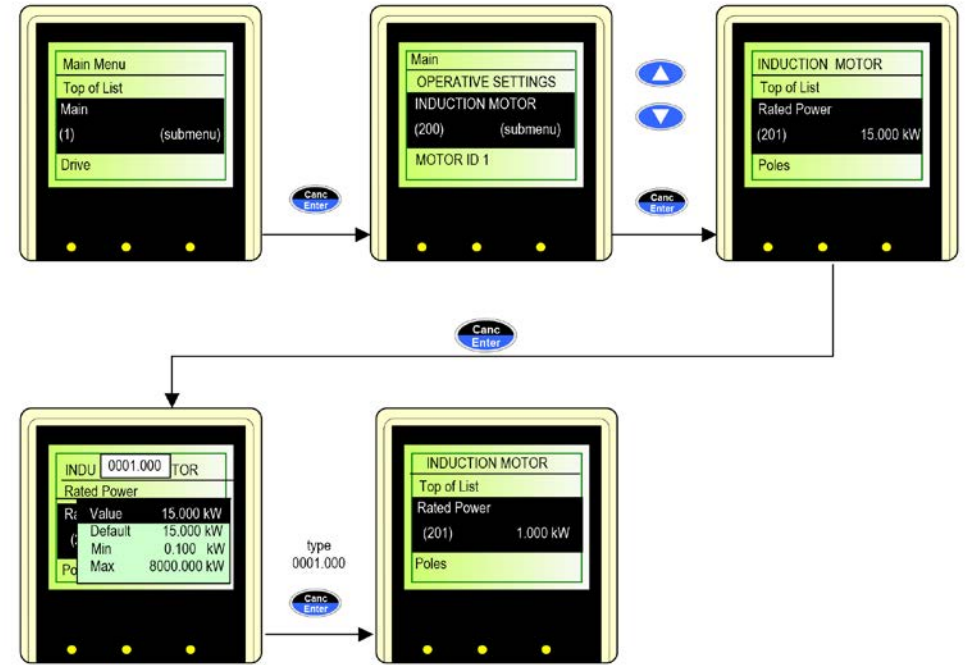 Main Menu
Top of List
Main
(1) (submenu)
Drive
Canc
Enter
Main
OPERATIVE SETTINGS
INDUCTION MOTOR
(200) (submenu)
MOTOR ID 1
Canc
Enter
INDUCTION MOTOR
Top of List
Rated Power
(201) 15.000 kW
Poles
Canc
Enter
INDU 0001.000 TOR
Rated Power
Ra Value 15.000 kW
(2 Default 15.000 kW
Min 0.100 kW
Po Max 8000.000 kW
type
0001.000
Canc
Enter
INDUCTION MOTOR
Top of List
Rated Power
(201) 1.000 kW
Poles